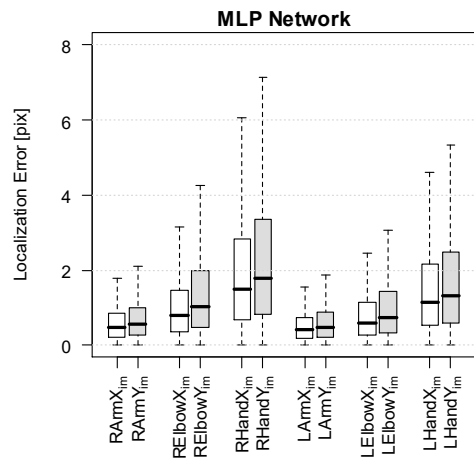 MLP Network
Localization Error [pix]
8
6
4
2
0
RArmXim
RArmYim
RElbowXim
RElbowYim
RHandXim
RHandYim
LArmXim
LArmYim
LElbowXim
LElbowYim
LHandXim
LHandYim